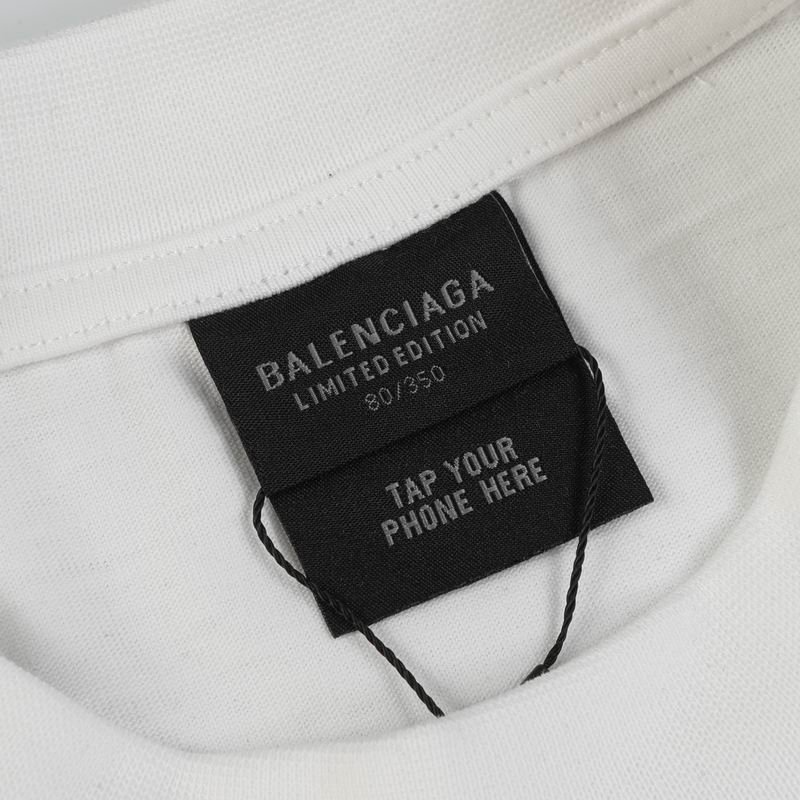 BALENCIAGA
LIMITED EDITION
80/350
TAP YOUR
PHONE HERE